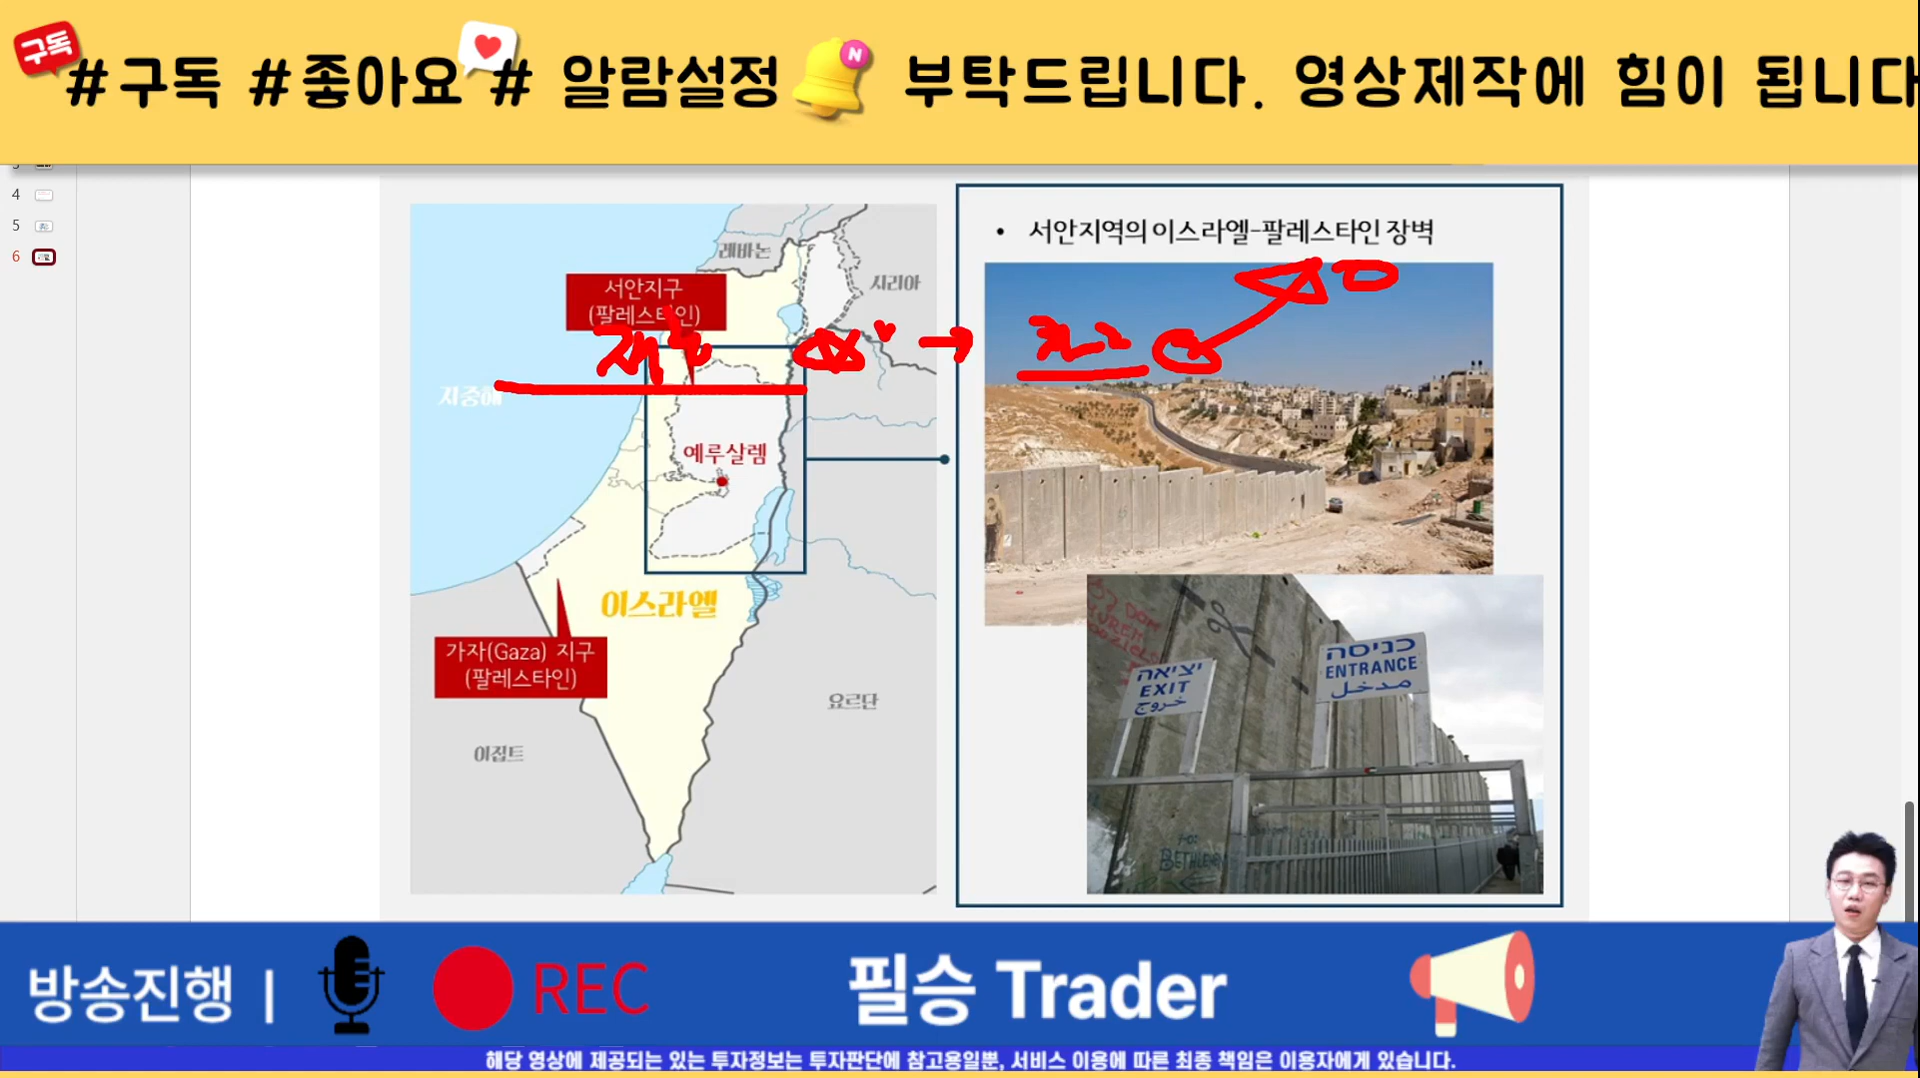 구독
#구독 #좋아요 # 알람설정 N 부탁드립니다. 영상제작에 힘이 됩니다
4
5
6
레바논
시리아
서안지구
(팔레스타인)
지중해
예루살렘
이스라엘
가자(Gaza) 지구
(팔레스타인)
요르단
이집트
• 서안지역의 이스라엘-팔레스타인 장벽
יציאה
EXIT
خروج
כניסה
ENTRANCE
مدخل
방송진행 | REC 필승 Trader
해당 영상에 제공되는 있는 투자정보는 투자판단에 참고용일뿐, 서비스 이용에 따른 최종 책임은 이용자에게 있습니다.